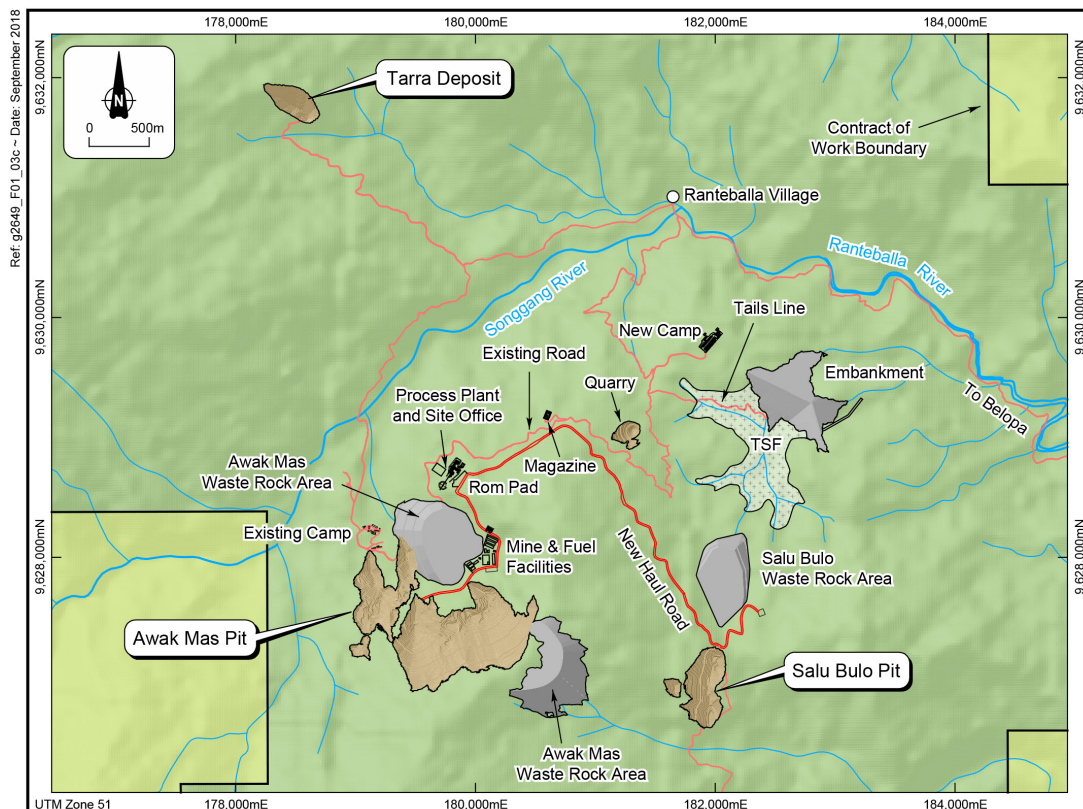 Ref: g2649_F01_03c ~ Date: September 2018
178,000mE
180,000mE
182,000mE
184,000mE
9.632,000mN
9.632,000mN
N
0 500m
Tarra Deposit
Contract of
Work Boundary
Ranteballa Village
Ranteballa River
Songgang River
9.630,000mN
9.630,000mN
Tails Line
New Camp
Existing Road
Embankment
Quarry
Process Plant
and Site Office
To Belopa
TSF
Magazine
Awak Mas
Waste Rock Area
Rom Pad
Existing Camp
Mine & Fuel
Facilities
New Haul Road
Salu Bulo
Waste Rock Area
9.628,000mN
9.628,000mN
Awak Mas Pit
Salu Bulo Pit
Awak Mas
Waste Rock Area
UTM Zone 51
178,000mE
180,000mE
182,000mE
184,000mE